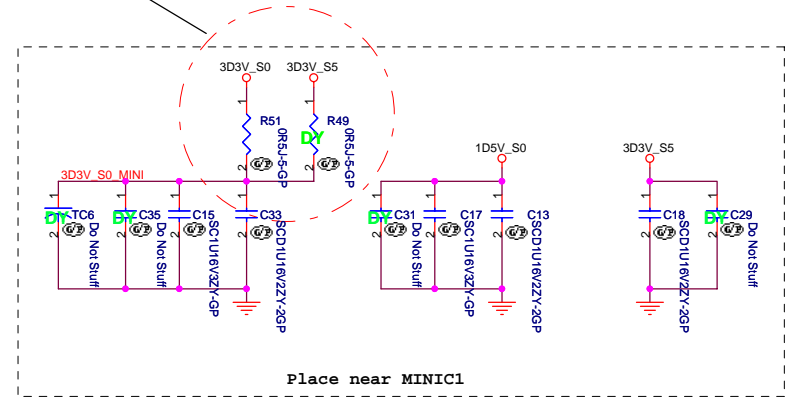 3D3V_S0
3D3V_S5
1
R51
0R5J-5-GP
2
G/P
1
R49
DY
0R5J-5-GP
2
G/P
3D3V_S0_MINI
1D5V_S0
3D3V_S5
1
TC6
DY
G/P
2
Do Not Stuff
1
C35
DY
G/P
2
Do Not Stuff
1
C15
G/P
2
SC1U16V3ZY-GP
1
C33
G/P
2
SCD1U16V2ZY-2GP
1
C31
DY
G/P
2
Do Not Stuff
1
C17
G/P
2
SC1U16V3ZY-GP
1
C13
G/P
2
SCD1U16V2ZY-2GP
1
C18
G/P
2
SCD1U16V2ZY-2GP
1
C29
DY
G/P
2
Do Not Stuff
Place near MINIC1